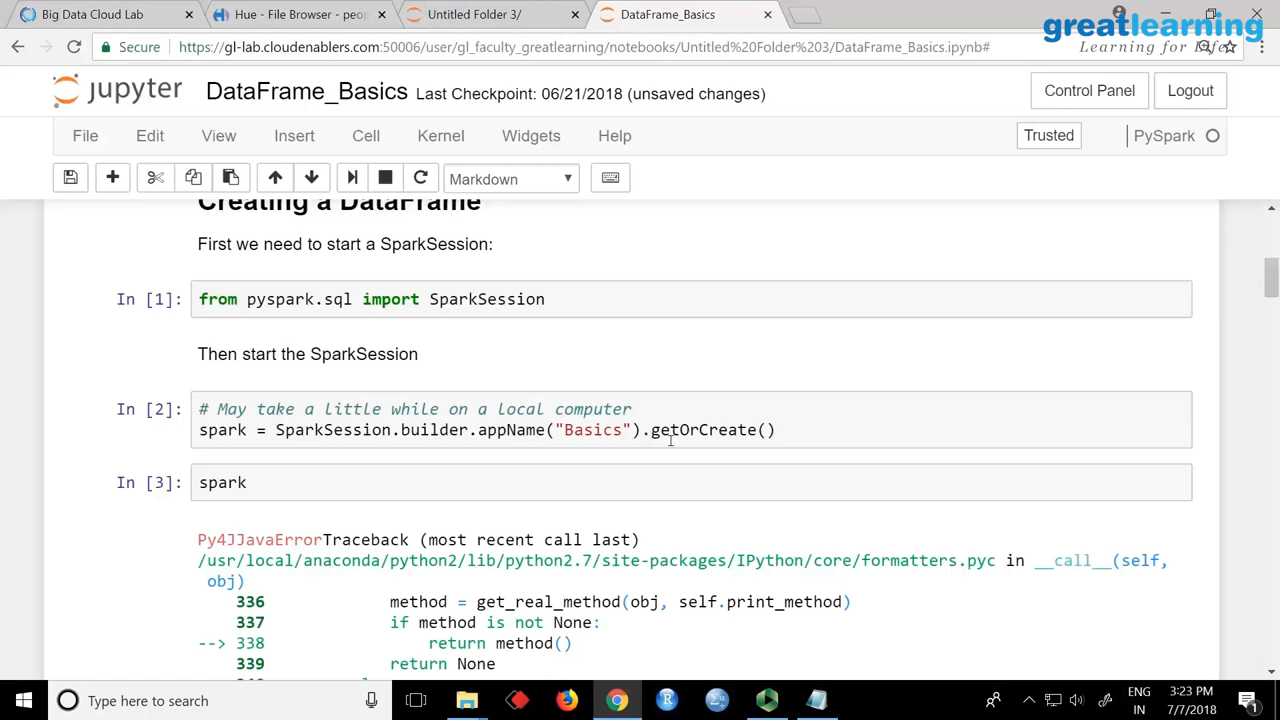 Big Data Cloud Lab
Hue - File Browser - peop
Untitled Folder 3/
DataFrame_Basics
greatlearning
Learning for Life
Secure
https://gl-lab.cloudenablers.com:50006/user/gl_faculty_greatlearning/notebooks/Untitled%20Folder%203/DataFrame_Basics.ipynb#
jupyter
DataFrame_Basics
Last Checkpoint: 06/21/2018 (unsaved changes)
Control Panel
Logout
File
Edit
View
Insert
Cell
Kernel
Widgets
Help
Trusted
PySpark
Markdown
Creating a DataFrame
First we need to start a SparkSession:
In [1]: from pyspark.sql import SparkSession
Then start the SparkSession
In [2]: # May take a little while on a local computer
spark = SparkSession.builder.appName("Basics").getOrCreate()
In [3]: spark
Py4JJavaErrorTraceback (most recent call last)
/usr/local/anaconda/python2/lib/python2.7/site-packages/IPython/core/formatters.pyc in __call__(self,
obj)
336 method = get_real_method(obj, self.print_method)
337 if method is not None:
--> 338 return method()
339 return None
Type here to search
ENG
IN
3:23 PM
7/7/2018
1